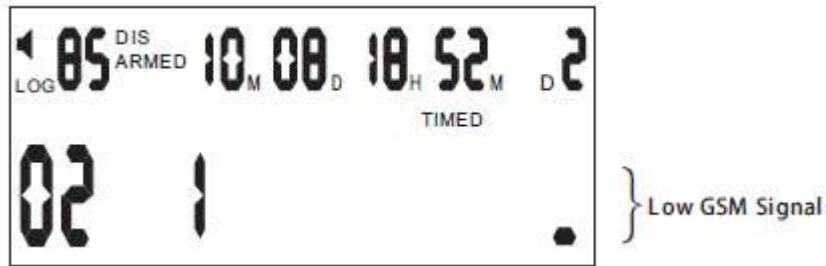 LOG 85 DIS ARMED 10 M 08 D 18 H 52 M D 2
TIMED
02 1 .
Low GSM Signal